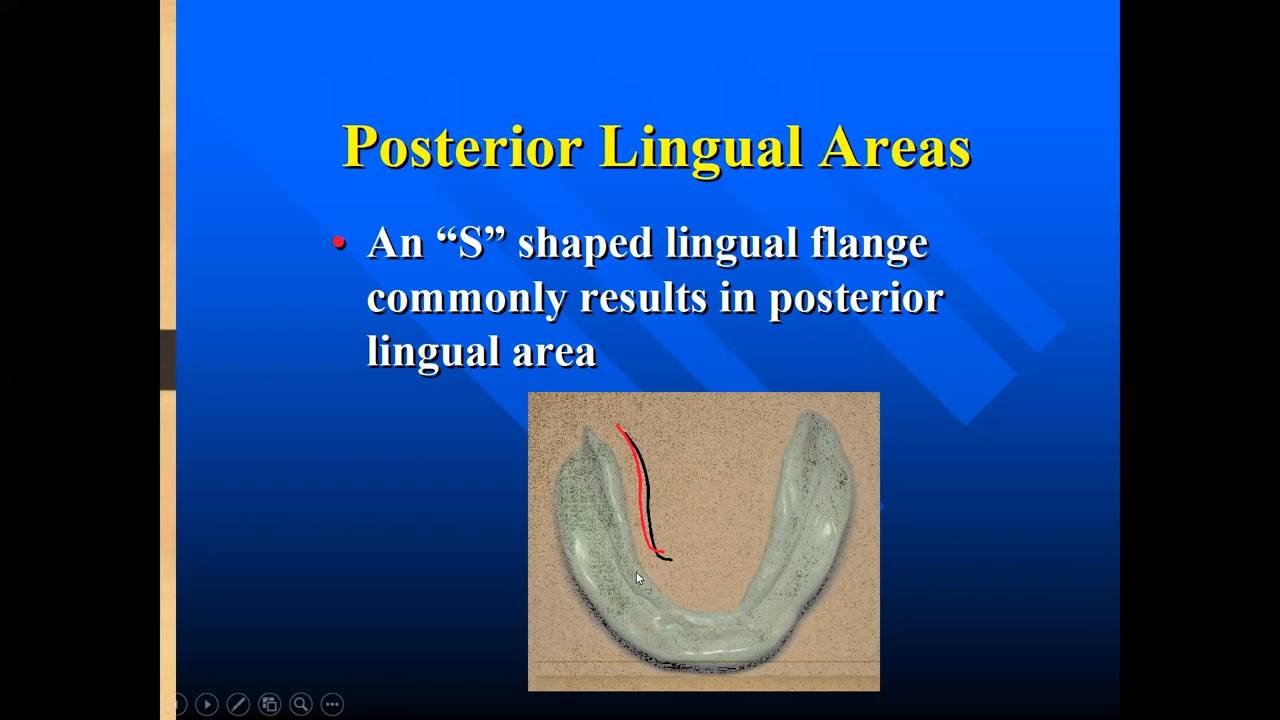 Posterior Lingual Areas
• An “S” shaped lingual flange
commonly results in posterior
lingual area